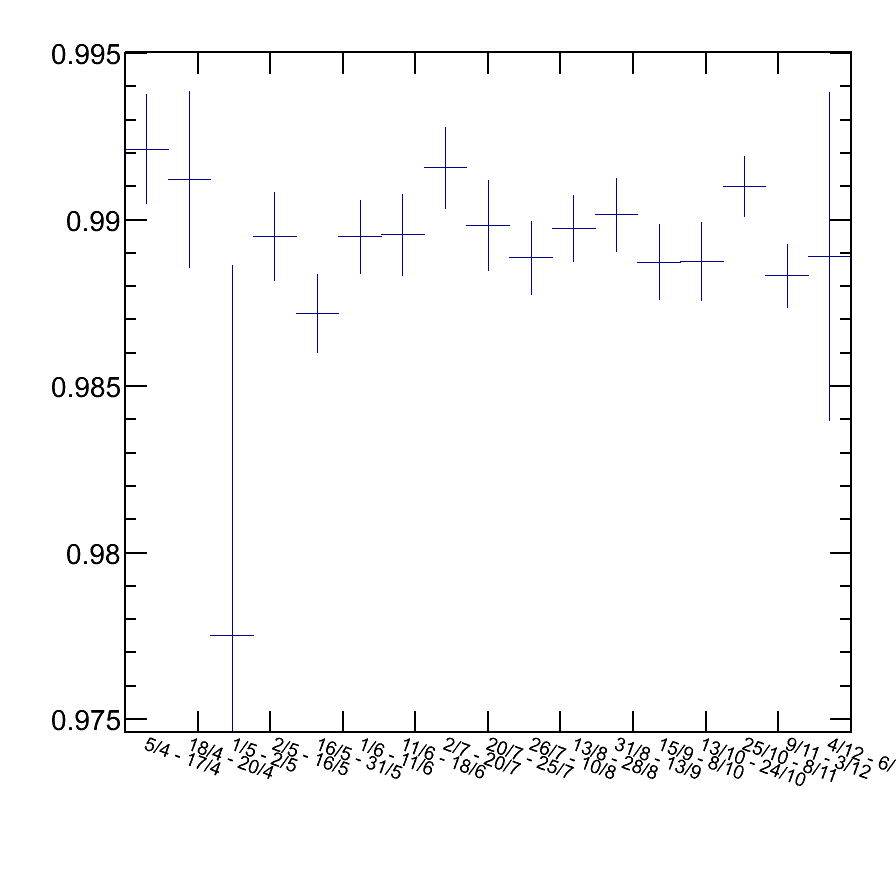 0.995
0.99
0.985
0.98
0.975
5/4 - 17/4
18/4 - 20/4
1/5 - 2/5
2/5 - 16/5
16/5 - 31/5
1/6 - 11/6
11/6 - 18/6
2/7 - 20/7
20/7 - 25/7
26/7 - 10/8
13/8 - 28/8
31/8 - 13/9
15/9 - 8/10
13/10 - 24/10
25/10 - 8/11
9/11 - 3/12
4/12 - 6/